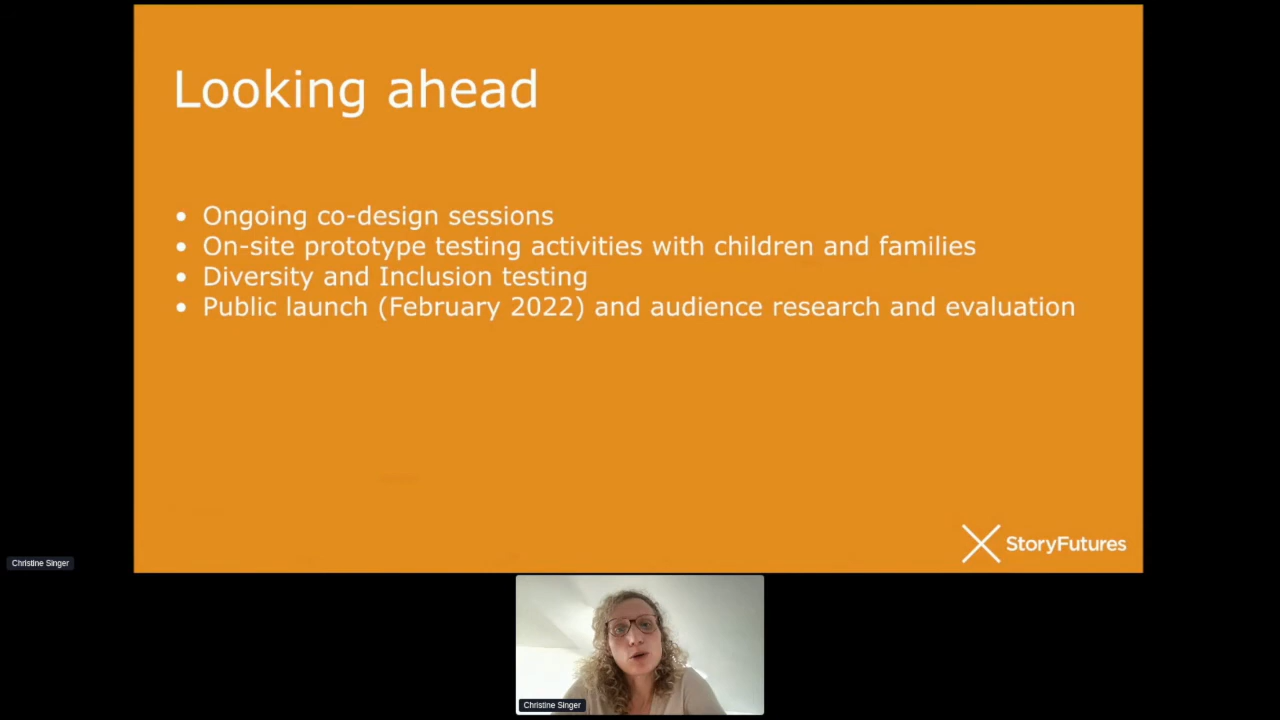 Looking ahead
• Ongoing co-design sessions
• On-site prototype testing activities with children and families
• Diversity and Inclusion testing
• Public launch (February 2022) and audience research and evaluation
StoryFutures
Christine Singer
Christine Singer